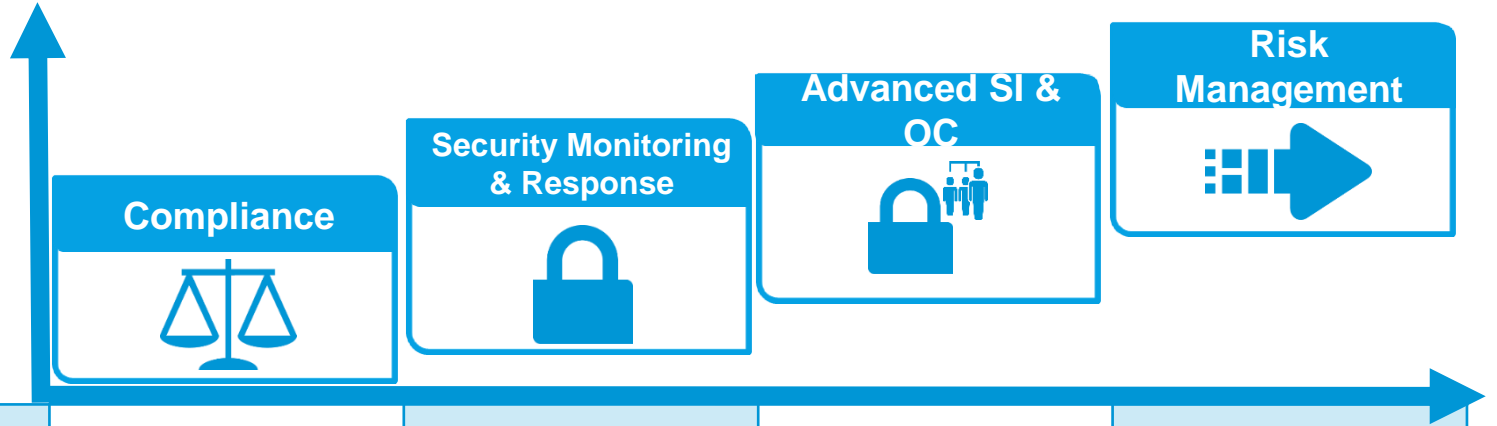 Compliance
Security Monitoring
& Response
Advanced SI &
OC
Risk
Management